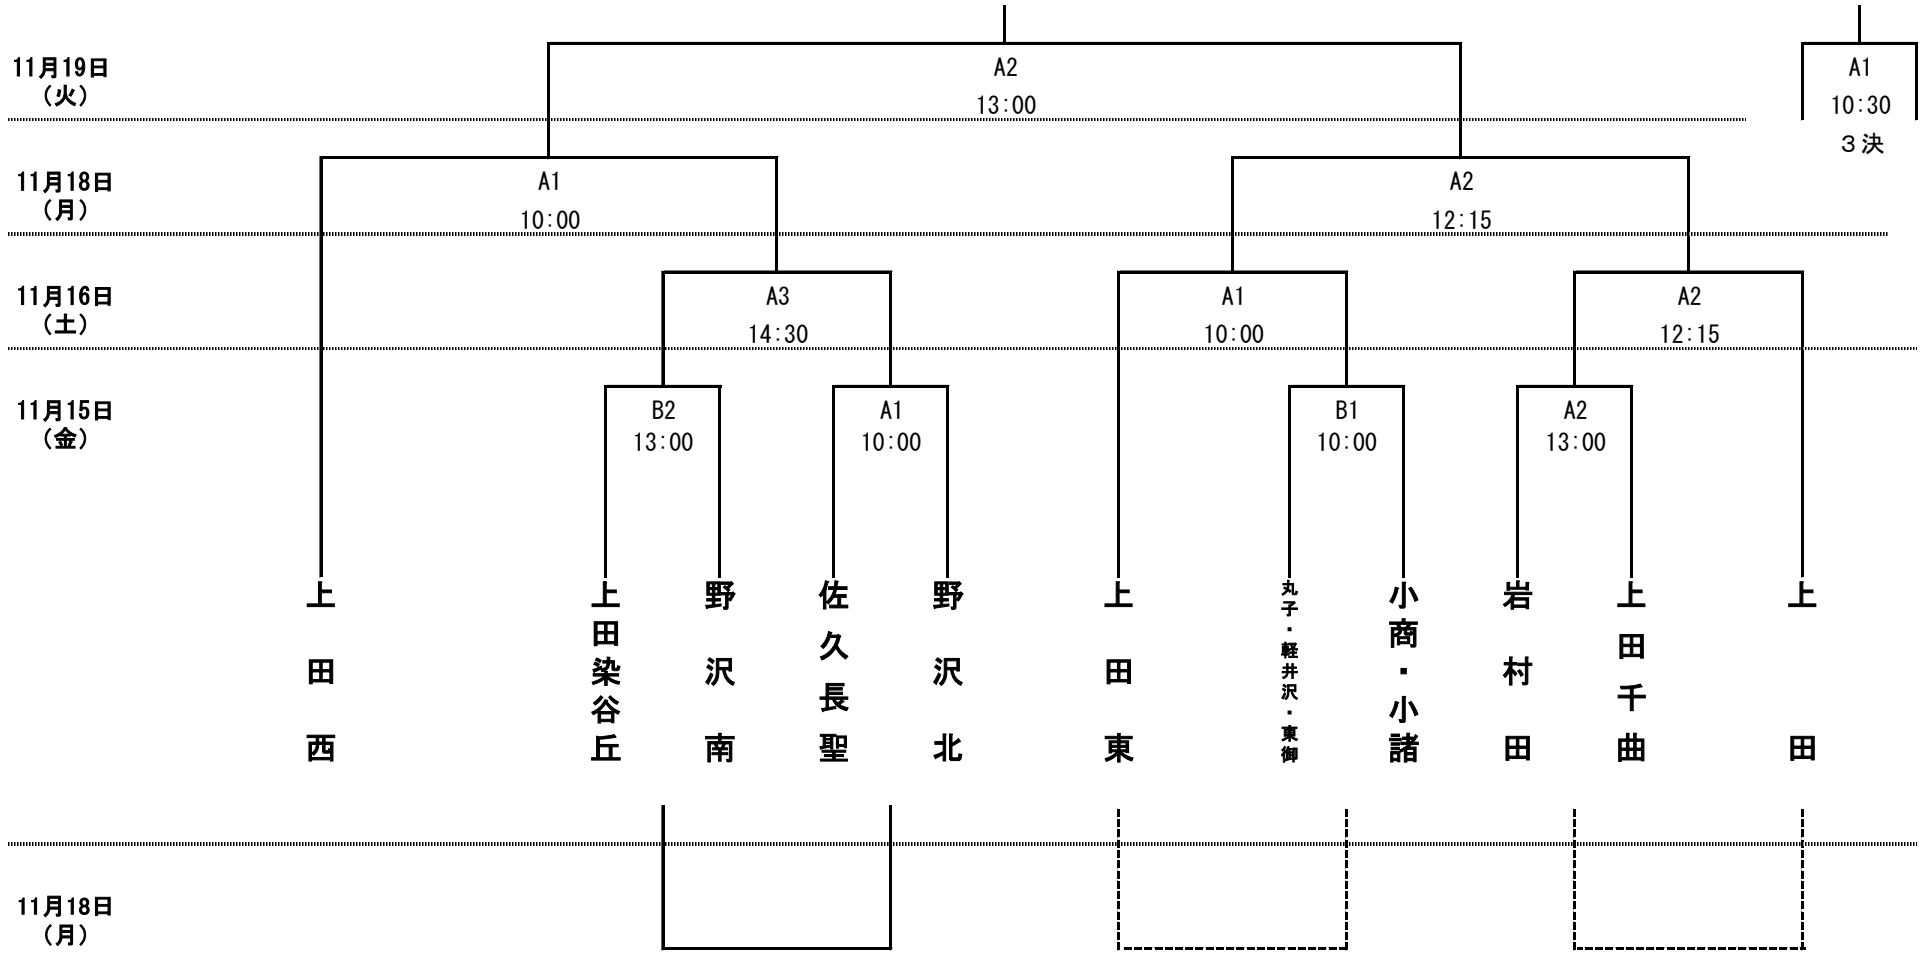 11月19日
（火）
A2
13:00
A1
10:30
３決
11月18日
（月）
A1
10:00
A2
12:15
11月16日
（土）
A3
14:30
A1
10:00
A2
12:15
11月15日
（金）
B2
13:00
A1
10:00
B1
10:00
A2
13:00
上田西
上田染谷丘
野沢南
佐久長聖
野沢北
上田東
丸子・軽井沢・東御
小商・小諸
岩村田
上田千曲
上田
11月18日
（月）